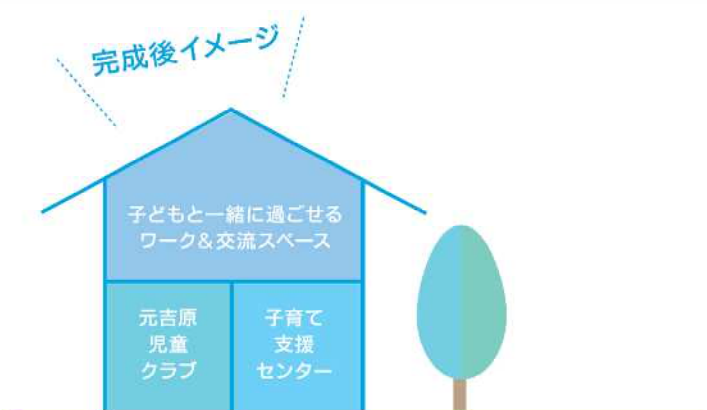 完成後イメージ
子どもと一緒に過ごせる
ワーク&交流スペース
元吉原
児童
クラブ
子育て
支援
センター